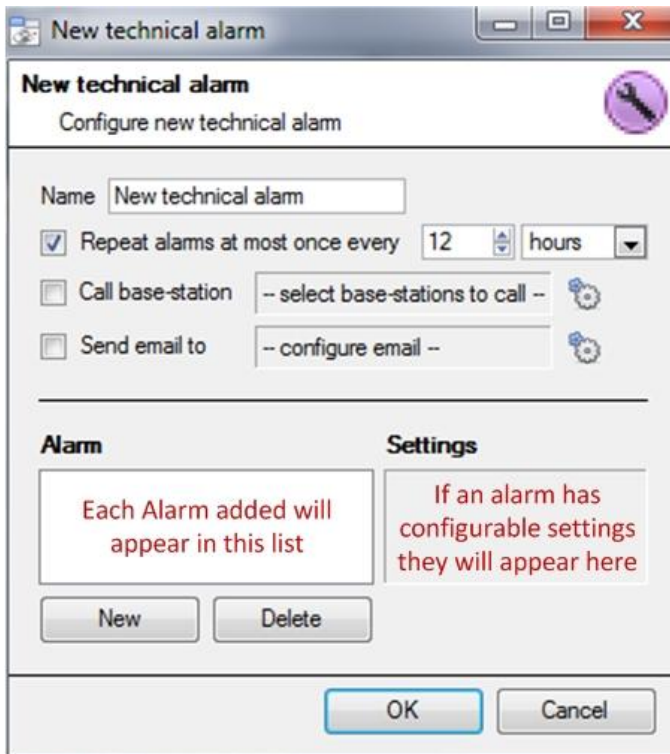 New technical alarm
New technical alarm
Configure new technical alarm
Name New technical alarm
Repeat alarms at most once every 12 hours
Call base-station -- select base-stations to call --
Send email to -- configure email --
Alarm Settings
Each Alarm added will
appear in this list
If an alarm has
configurable settings
they will appear here
New Delete
OK Cancel